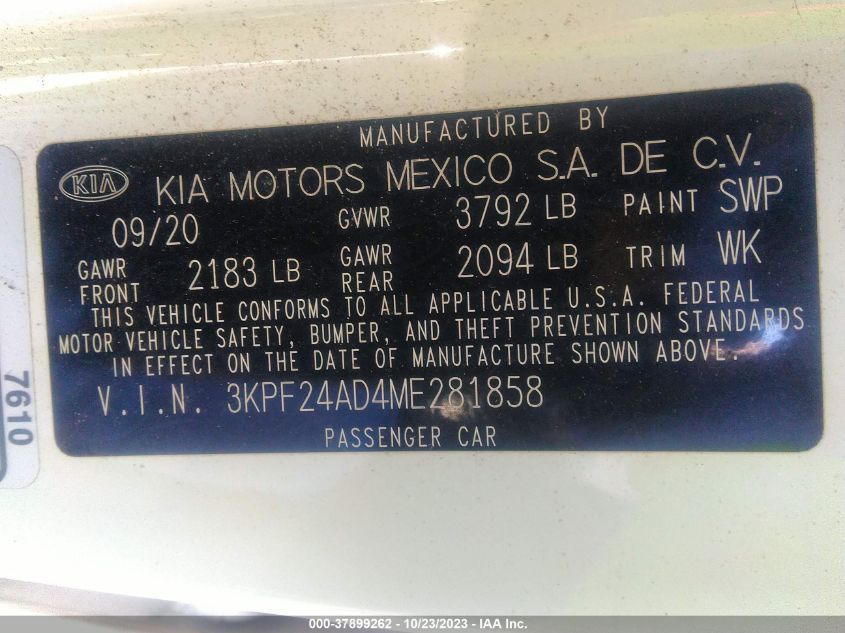 MANUFACTURED BY
KIA KIA MOTORS MEXICO S.A. DE C.V.
09/20 GVWR 3792 LB PAINT SWP
GAWR FRONT 2183 LB GAWR REAR 2094 LB TRIM WK
THIS VEHICLE CONFORMS TO ALL APPLICABLE U.S.A. FEDERAL
MOTOR VEHICLE SAFETY, BUMPER, AND THEFT PREVENTION STANDARDS
IN EFFECT ON THE DATE OF MANUFACTURE SHOWN ABOVE.
V.I.N. 3KPF24AD4ME281858
PASSENGER CAR
7610
000-37899262 - 10/23/2023 - IAA Inc.